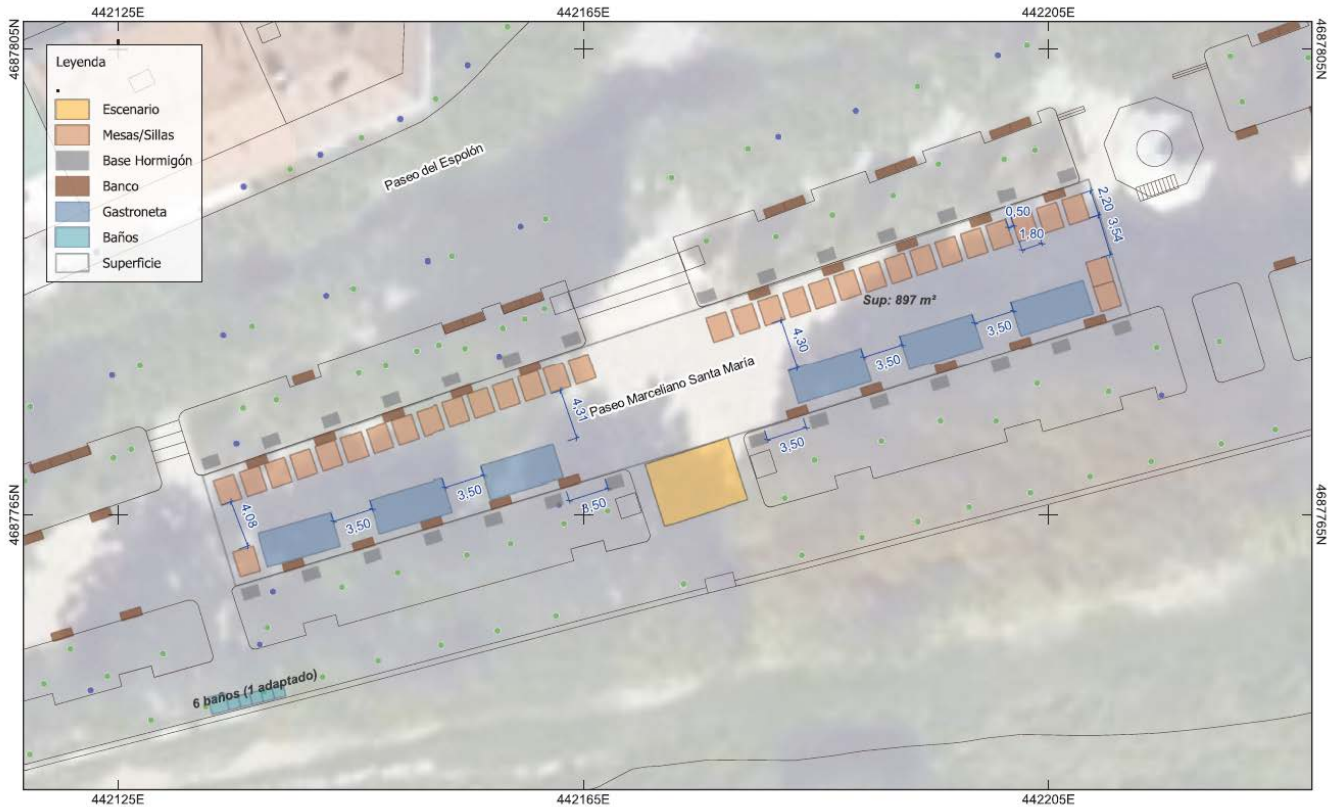 442125E
442165E
442205E
4687805N
4687805N
Leyenda
Escenario
Mesas/Sillas
Base Hormigón
Banco
Gastroneta
Baños
Superficie
Paseo del Espolón
2,20
0,50
3,54
1,80
Sup: 897 m²
3,50
4,30
3,50
Paseo Marceliano Santa María
4,31
3,50
3,50
3,50
4,08
3,50
4687765N
4687765N
6 baños (1 adaptado)
442125E
442165E
442205E